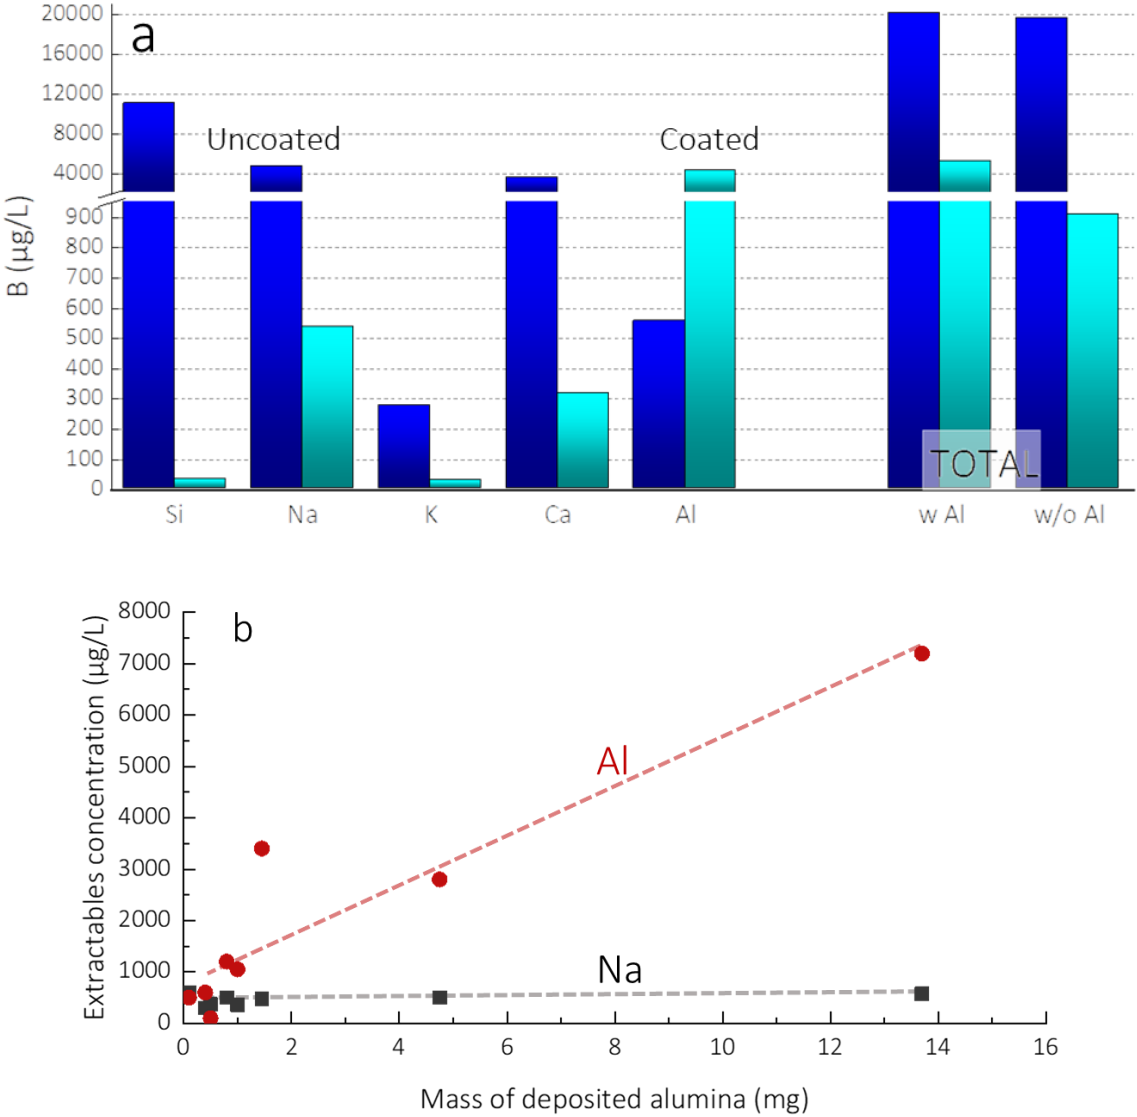 a
20000
16000
12000
8000
4000
900
800
700
600
500
400
300
200
100
0
B (µg/L)
Uncoated
Coated
TOTAL
Si Na K Ca Al w Al w/o Al
b
8000
7000
6000
5000
4000
3000
2000
1000
0
Extractables concentration (µg/L)
Al
Na
0 2 4 6 8 10 12 14 16
Mass of deposited alumina (mg)